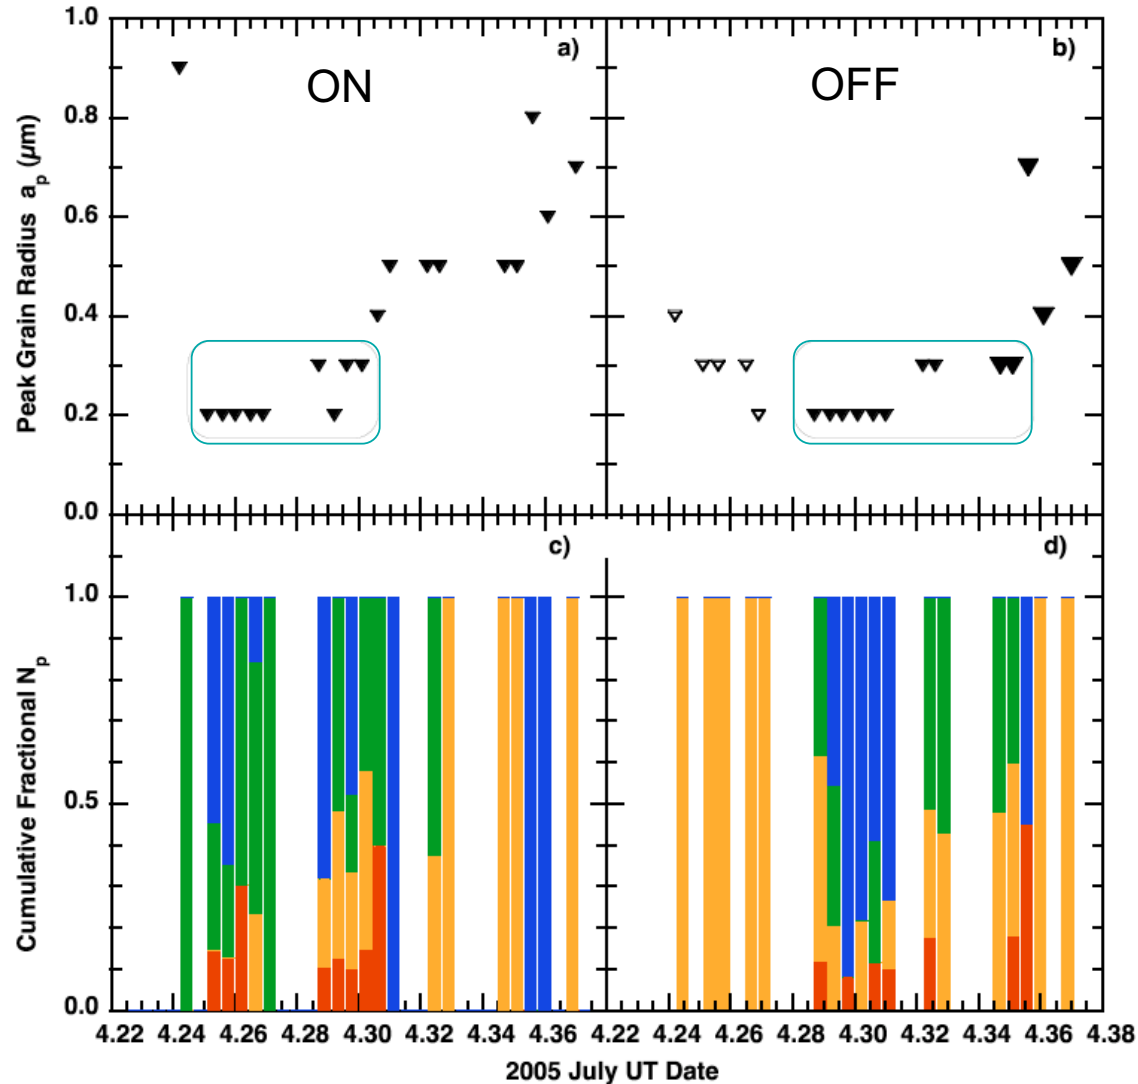 1.0
a)
b)
ON
OFF
0.8
0.6
0.4
0.2
0.0
Peak Grain Radius a_p (µm)
c)
d)
1.0
0.5
0.0
Cumulative Fractional N_p
4.22 4.24 4.26 4.28 4.30 4.32 4.34 4.36 4.22 4.24 4.26 4.28 4.30 4.32 4.34 4.36 4.38
2005 July UT Date